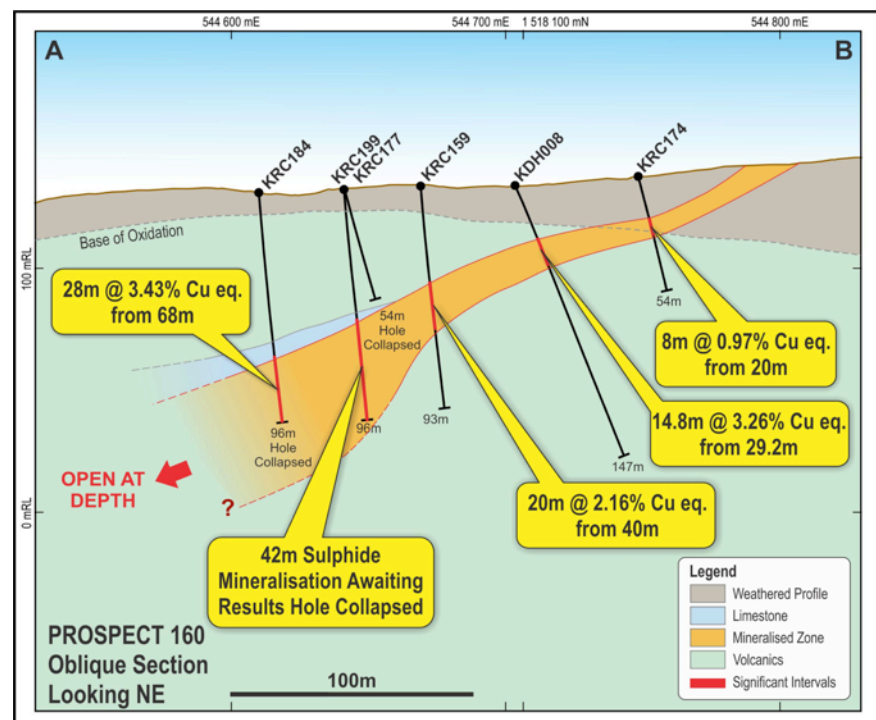 544 600 mE
544 700 mE
1 518 100 mN
544 800 mE
A
B
KRC184
KRC199
KRC177
KRC159
KDH008
KRC174
Base of Oxidation
100 mRL
0 mRL
28m @ 3.43% Cu eq.
from 68m
54m
Hole
Collapsed
54m
8m @ 0.97% Cu eq.
from 20m
96m
Hole
Collapsed
96m
93m
147m
14.8m @ 3.26% Cu eq.
from 29.2m
OPEN AT
DEPTH
?
20m @ 2.16% Cu eq.
from 40m
42m Sulphide
Mineralisation Awaiting
Results Hole Collapsed
PROSPECT 160
Oblique Section
Looking NE
100m
Legend
Weathered Profile
Limestone
Mineralised Zone
Volcanics
Significant Intervals